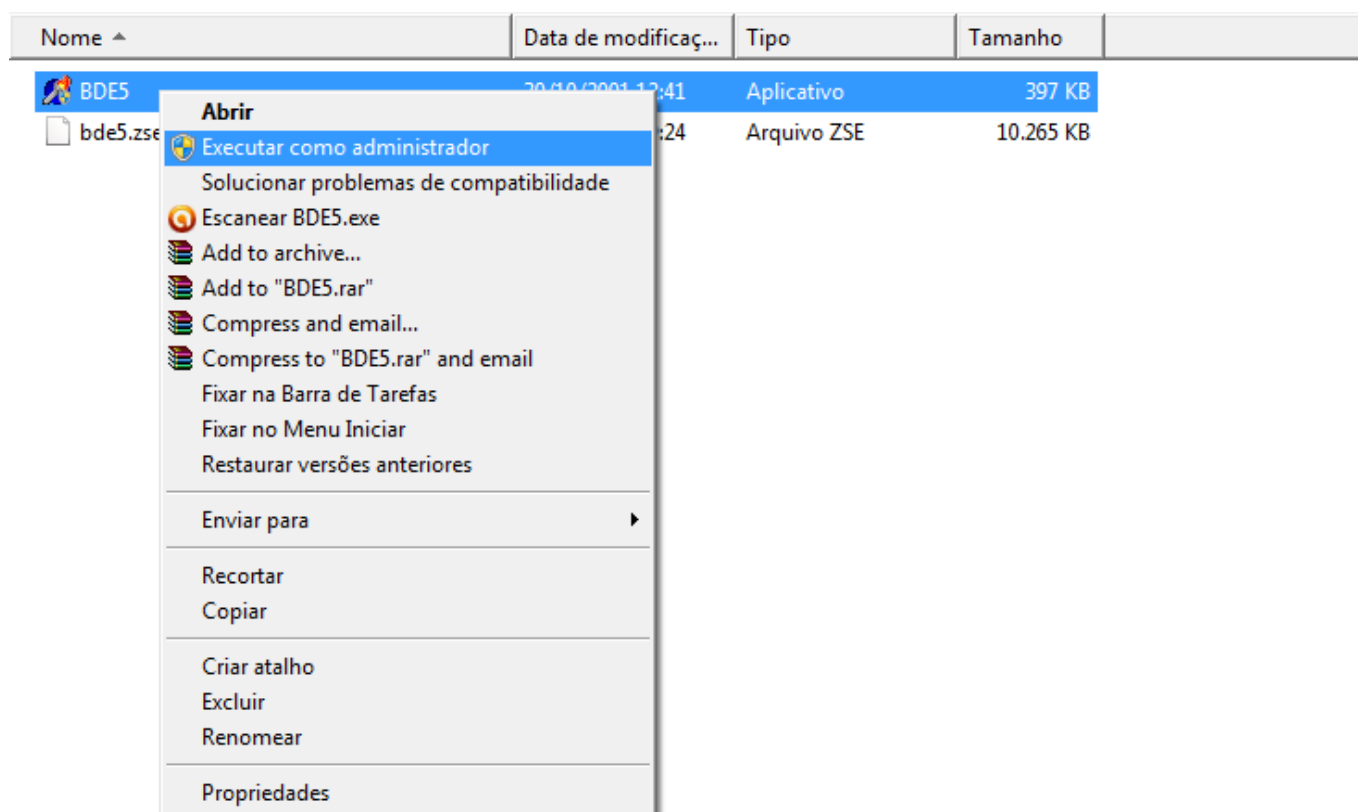 Nome Data de modificaç... Tipo Tamanho
BDE5 :41 Aplicativo 397 KB
bde5.zse :24 Arquivo ZSE 10.265 KB
Abrir
Executar como administrador
Solucionar problemas de compatibilidade
Escanear BDE5.exe
Add to archive...
Add to "BDE5.rar"
Compress and email...
Compress to "BDE5.rar" and email
Fixar na Barra de Tarefas
Fixar no Menu Iniciar
Restaurar versões anteriores
Enviar para
Recortar
Copiar
Criar atalho
Excluir
Renomear
Propriedades